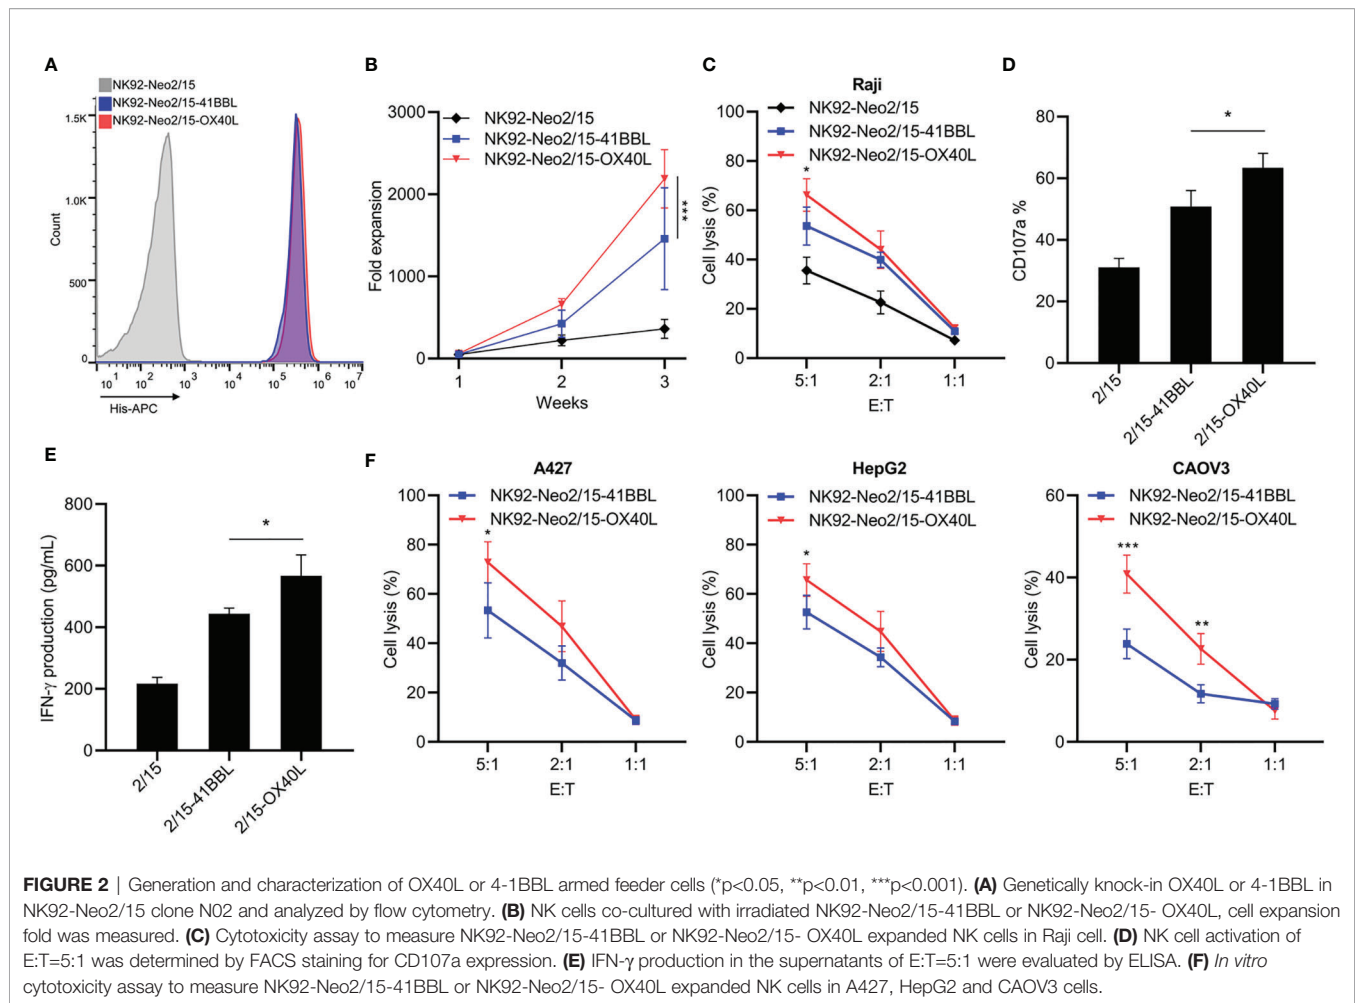 A
NK92-Neo2/15
NK92-Neo2/15-41BBL
NK92-Neo2/15-OX40L
Count
1.5K
1.0K
500
0
10^1 10^2 10^3 10^4 10^5 10^6 10^7
His-APC
B
NK92-Neo2/15
NK92-Neo2/15-41BBL
NK92-Neo2/15-OX40L
Fold expansion
3000
2000
1000
0
***
1 2 3
Weeks
C
Raji
NK92-Neo2/15
NK92-Neo2/15-41BBL
NK92-Neo2/15-OX40L
Cell lysis (%)
100
80
60
40
20
0
*
5:1 2:1 1:1
E:T
D
CD107a %
80
60
40
20
0
*
2/15
2/15-41BBL
2/15-OX40L
E
IFN-γ production (pg/mL)
800
600
400
200
0
*
2/15
2/15-41BBL
2/15-OX40L
F
A427
NK92-Neo2/15-41BBL
NK92-Neo2/15-OX40L
Cell lysis (%)
100
80
60
40
20
0
*
5:1 2:1 1:1
E:T
HepG2
NK92-Neo2/15-41BBL
NK92-Neo2/15-OX40L
Cell lysis (%)
100
80
60
40
20
0
*
5:1 2:1 1:1
E:T
CAOV3
NK92-Neo2/15-41BBL
NK92-Neo2/15-OX40L
Cell lysis (%)
60
40
20
0
***
**
5:1 2:1 1:1
E:T
FIGURE 2 | Generation and characterization of OX40L or 4-1BBL armed feeder cells (*p<0.05, **p<0.01, ***p<0.001). (A) Genetically knock-in OX40L or 4-1BBL in
NK92-Neo2/15 clone N02 and analyzed by flow cytometry. (B) NK cells co-cultured with irradiated NK92-Neo2/15-41BBL or NK92-Neo2/15- OX40L, cell expansion
fold was measured. (C) Cytotoxicity assay to measure NK92-Neo2/15-41BBL or NK92-Neo2/15- OX40L expanded NK cells in Raji cell. (D) NK cell activation of
E:T=5:1 was determined by FACS staining for CD107a expression. (E) IFN-γ production in the supernatants of E:T=5:1 were evaluated by ELISA. (F) In vitro
cytotoxicity assay to measure NK92-Neo2/15-41BBL or NK92-Neo2/15- OX40L expanded NK cells in A427, HepG2 and CAOV3 cells.